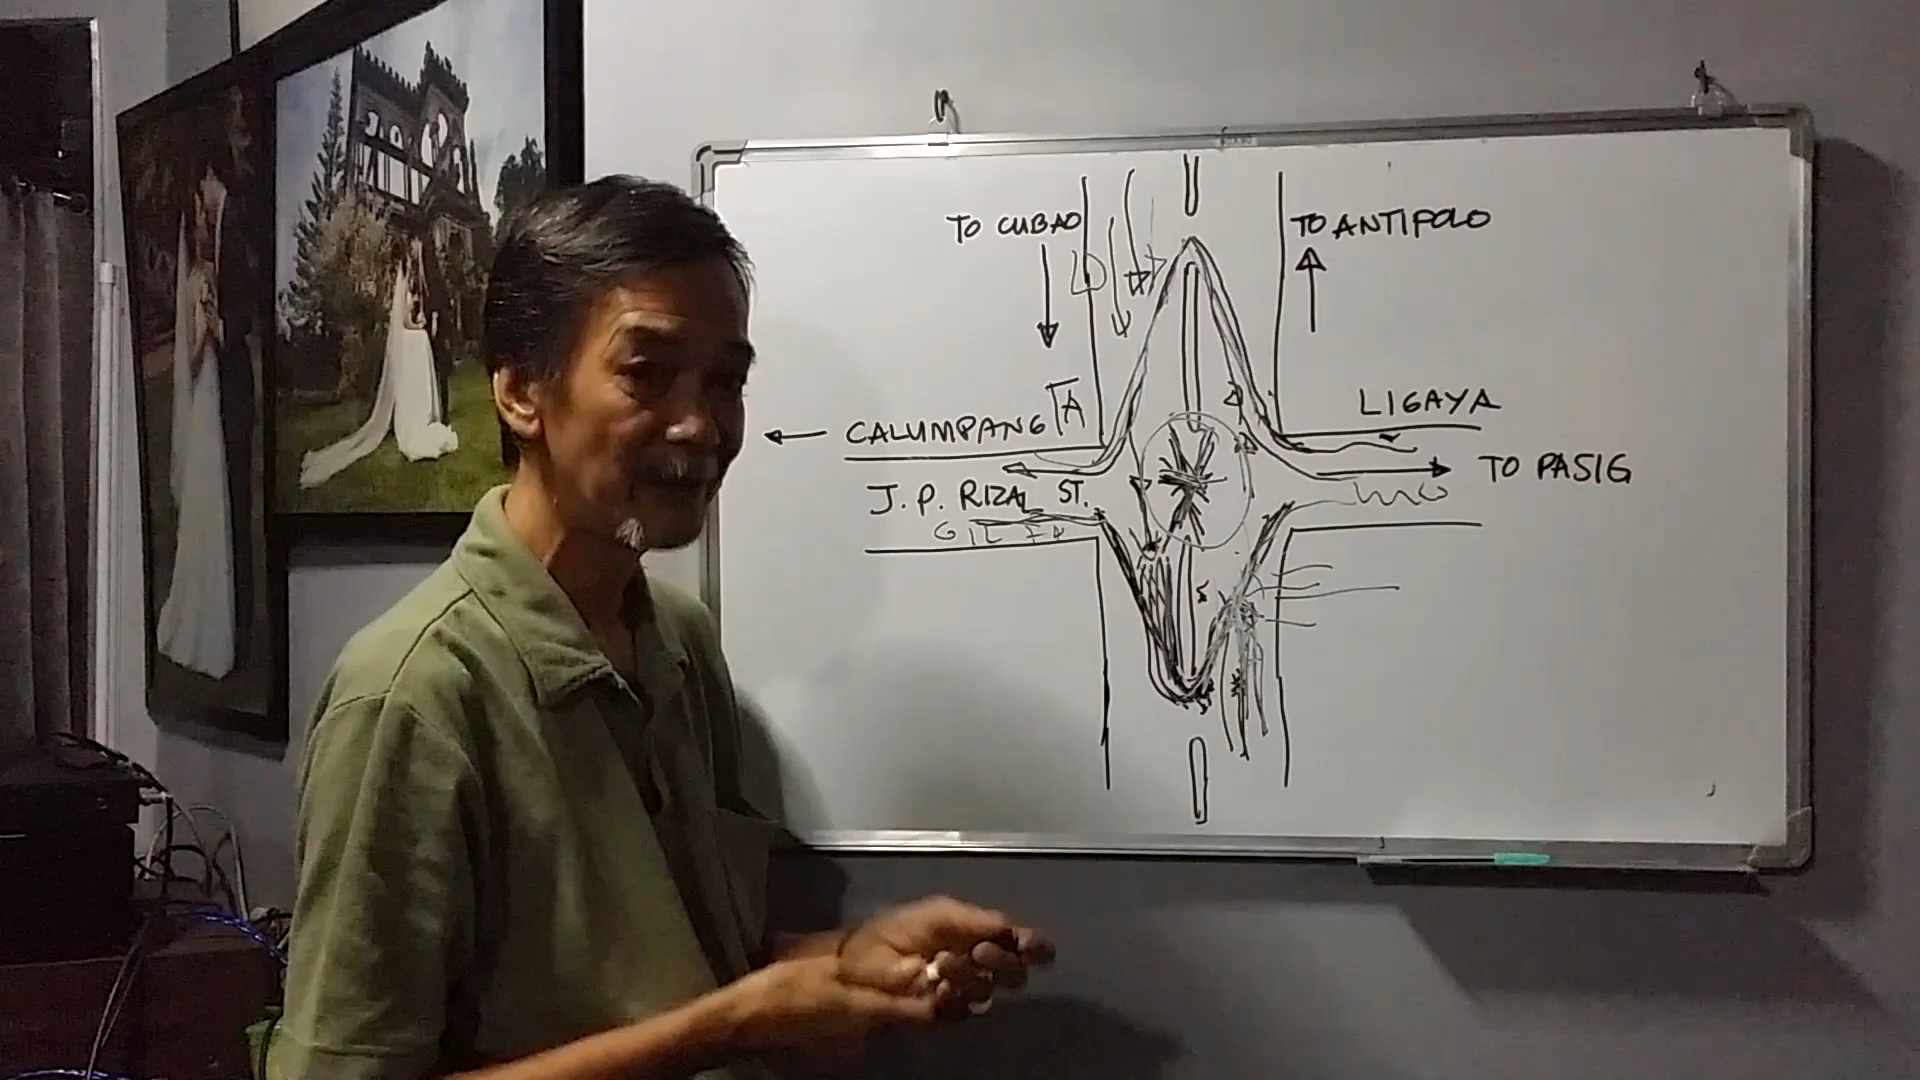 TO CUBAO
TO ANTIPOLO
LIGAYA
CALUMPANG
TO PASIG
J. P. RIZAL ST.